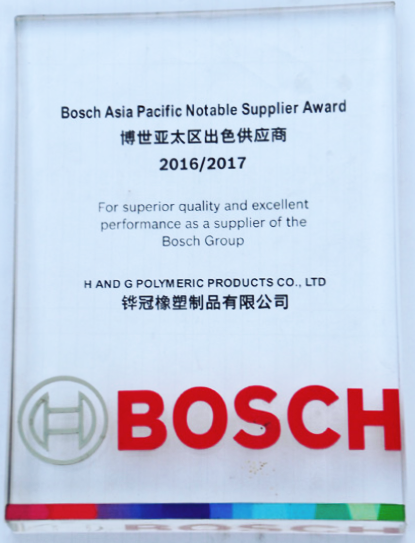 Bosch Asia Pacific Notable Supplier Award
博世亚太区出色供应商
2016/2017
For superior quality and excellent
performance as a supplier of the
Bosch Group
H AND G POLYMERIC PRODUCTS CO., LTD
铧冠橡塑制品有限公司
BOSCH